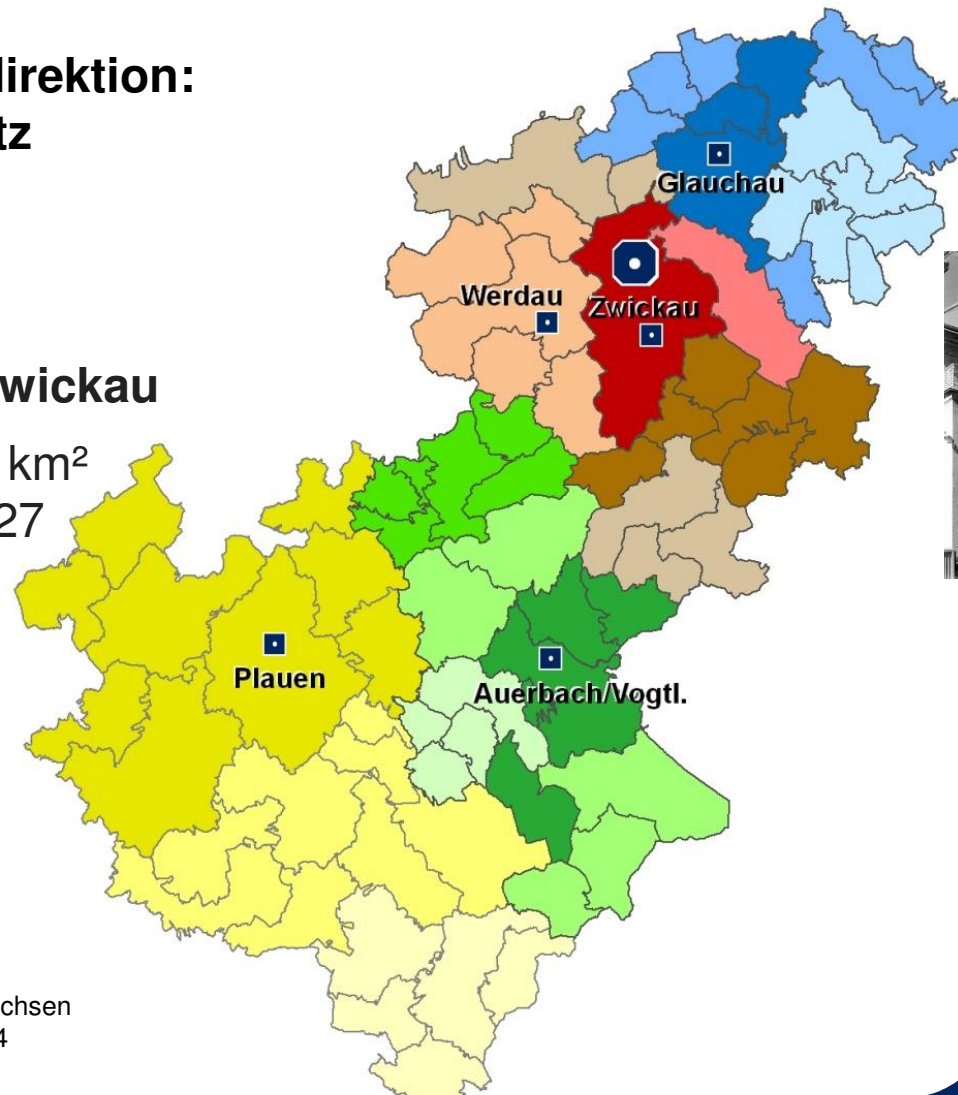 direktion:
tz
Glauchau
Werdau
Zwickau
wickau
km²
27
Plauen
Auerbach/Vogtl.
chsen
4